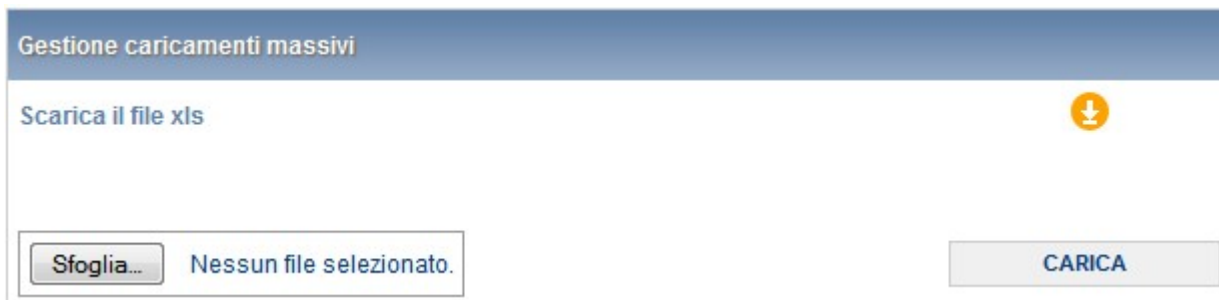 Gestione caricamenti massivi
Scarica il file xls
Sfoglia... Nessun file selezionato. CARICA